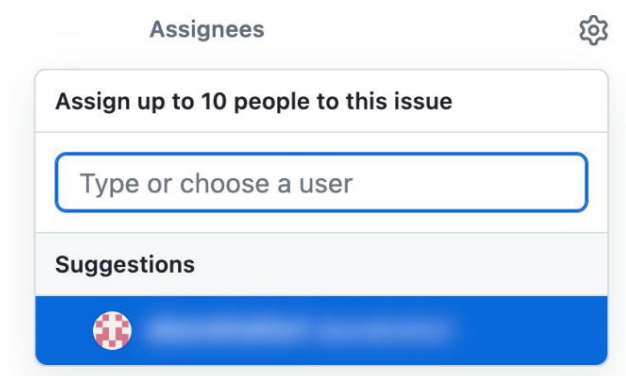 Assignees
Assign up to 10 people to this issue
Type or choose a user
Suggestions